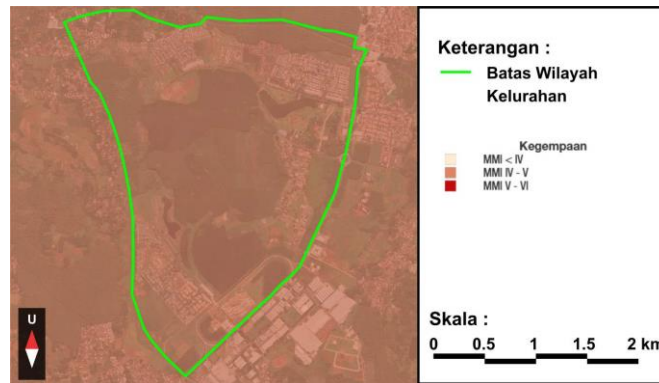 Keterangan :
Batas Wilayah
Kelurahan
Kegempaan
MMI < IV
MMI IV - V
MMI V - VI
U
Skala :
0 0.5 1 1.5 2 km